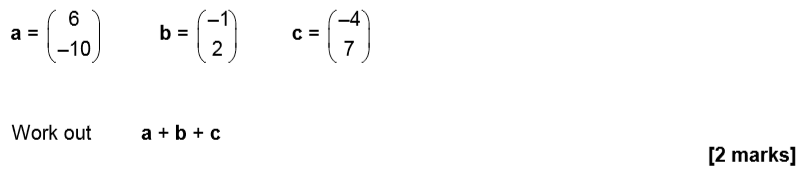 a = (6 –10) b = (–1 2) c = (–4 7)
Work out a + b + c
[2 marks]